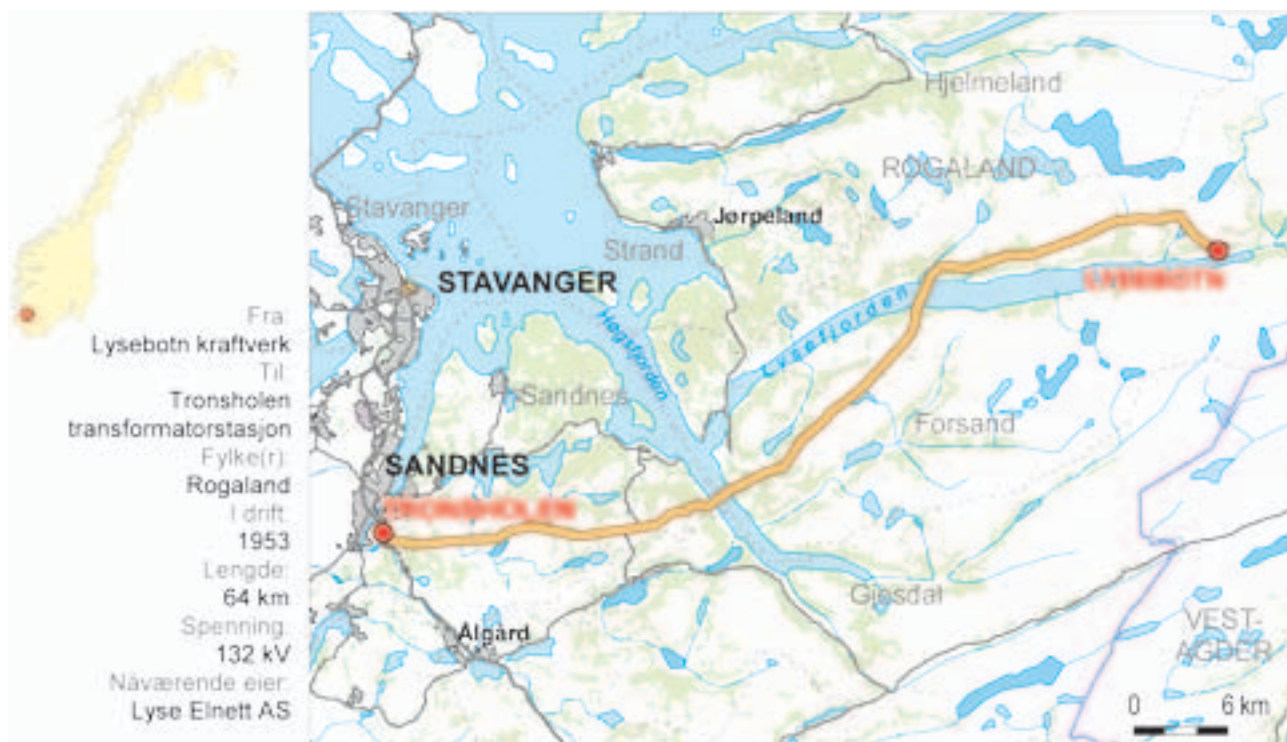 Fra:
Lysebotn kraftverk
Til:
Tronsholen
transformatorstasjon
Fylke(r):
Rogaland
I drift:
1953
Lengde:
64 km
Spenning:
132 kV
Nåværende eier:
Lyse Elnett AS
Hjelmeland
ROGALAND
Stavanger
Jørpeland
Strand
STAVANGER
LYSEBOTN
Høgsfjorden
Lysefjorden
Sandnes
Forsand
SANDNES
TRONSHOLEN
Gjesdal
Ålgård
VEST-
AGDER
0 6 km